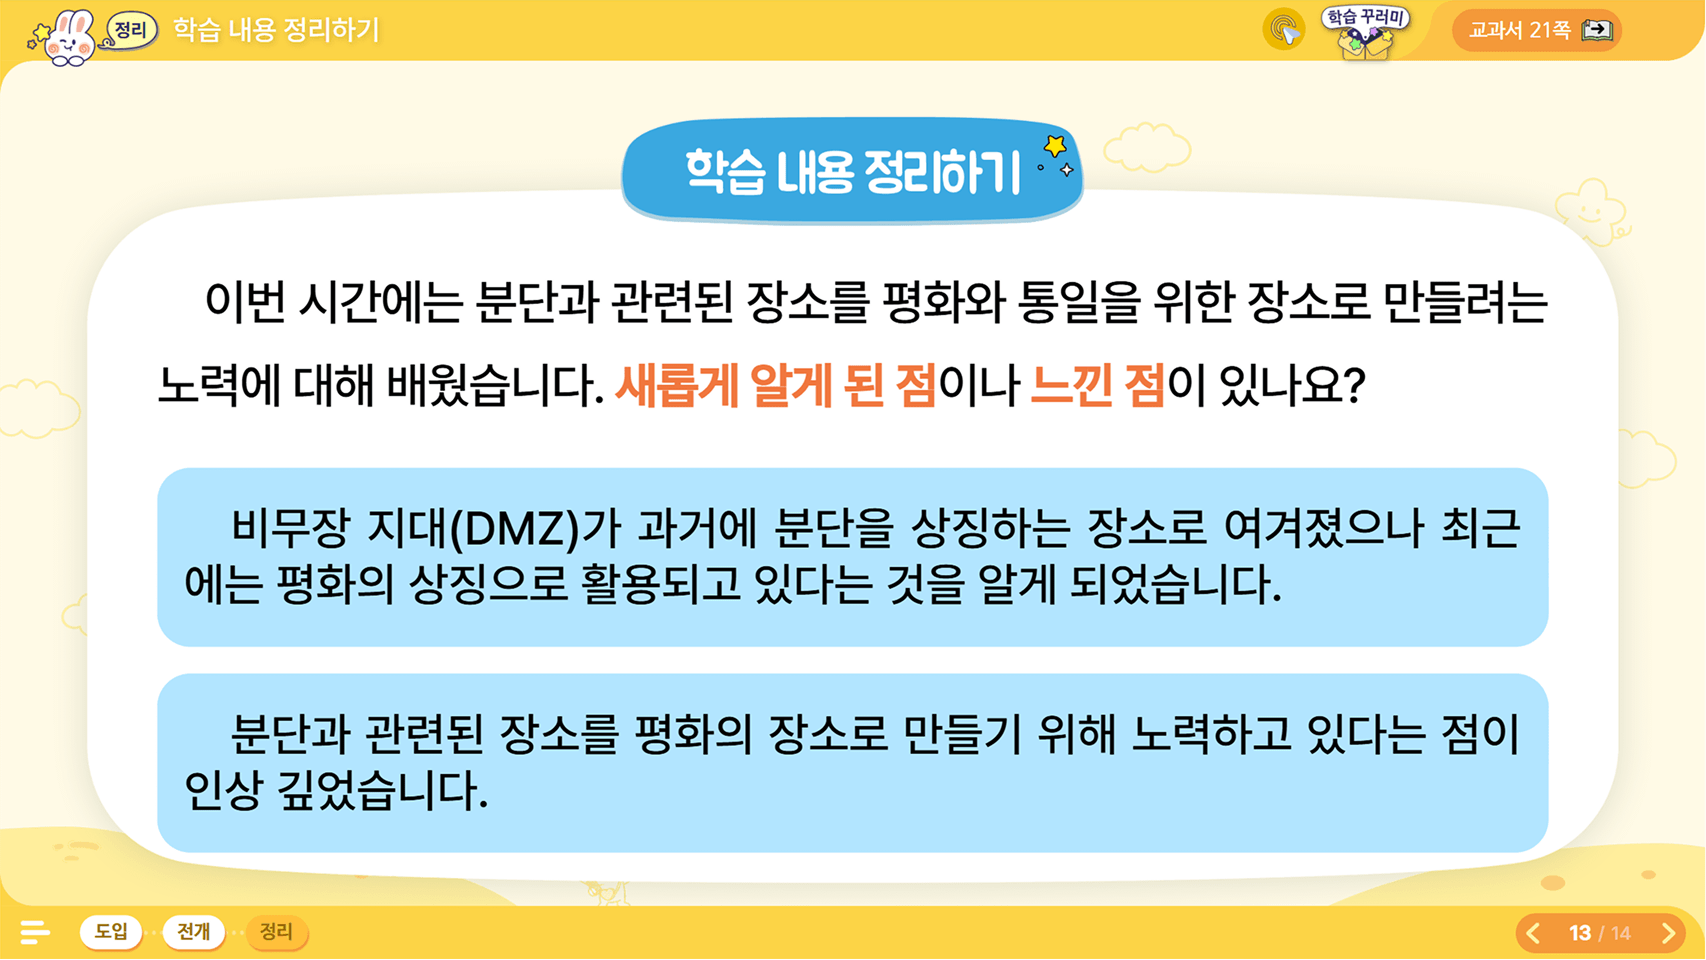 정리
학습 내용 정리하기
학습 꾸러미
교과서 21쪽
학습 내용 정리하기
이번 시간에는 분단과 관련된 장소를 평화와 통일을 위한 장소로 만들려는
노력에 대해 배웠습니다. 새롭게 알게 된 점이나 느낀 점이 있나요?
비무장 지대(DMZ)가 과거에 분단을 상징하는 장소로 여겨졌으나 최근
에는 평화의 상징으로 활용되고 있다는 것을 알게 되었습니다.
분단과 관련된 장소를 평화의 장소로 만들기 위해 노력하고 있다는 점이
인상 깊었습니다.
도입 전개 정리
13 / 14